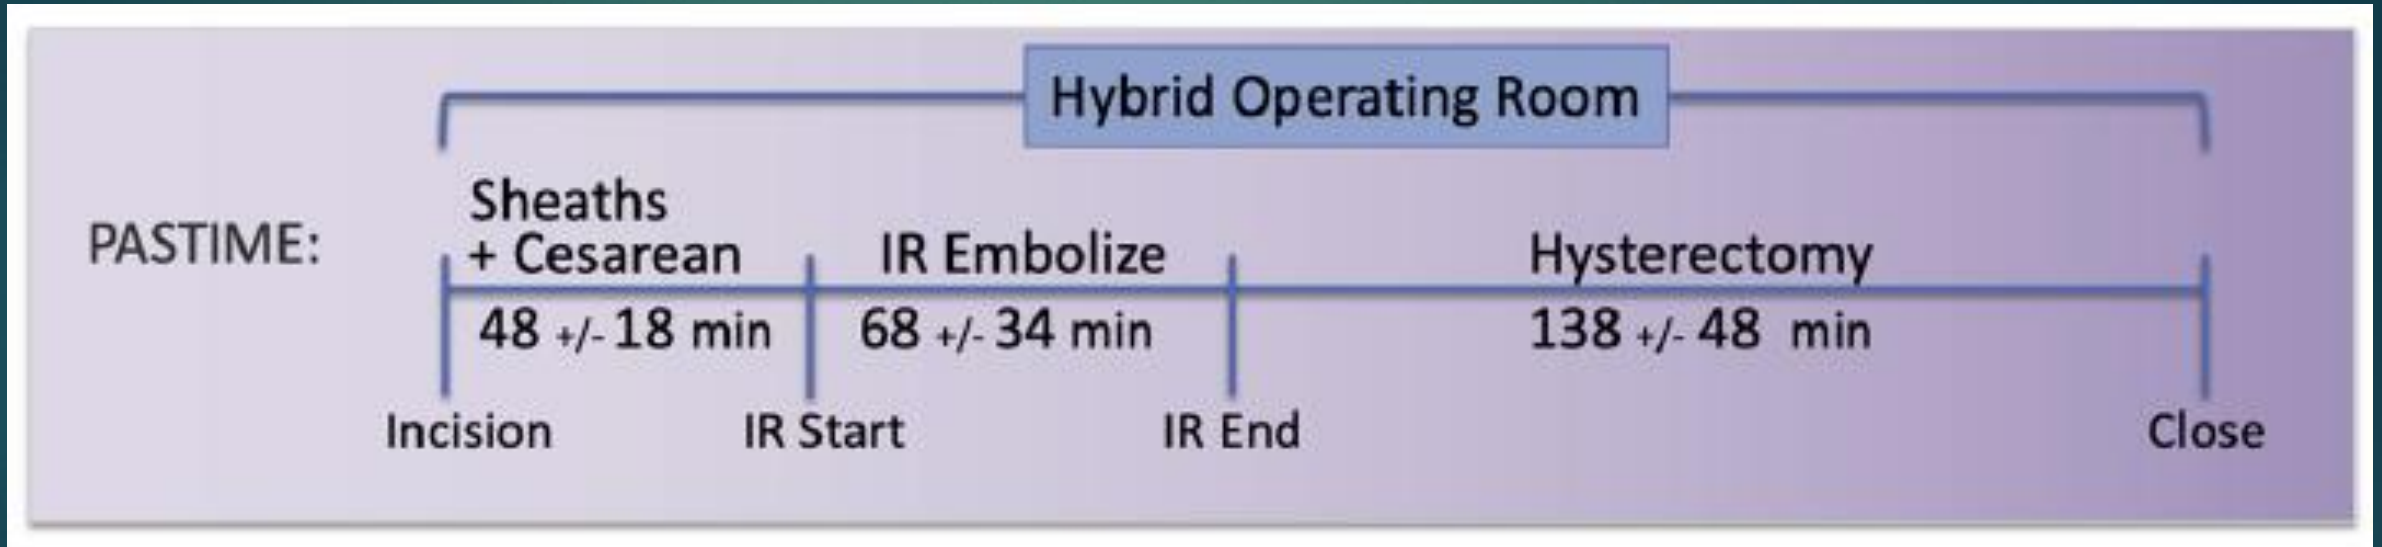 Hybrid Operating Room
PASTIME:
Sheaths
+ Cesarean
IR Embolize
Hysterectomy
48 +/- 18 min
68 +/- 34 min
138 +/- 48 min
Incision
IR Start
IR End
Close